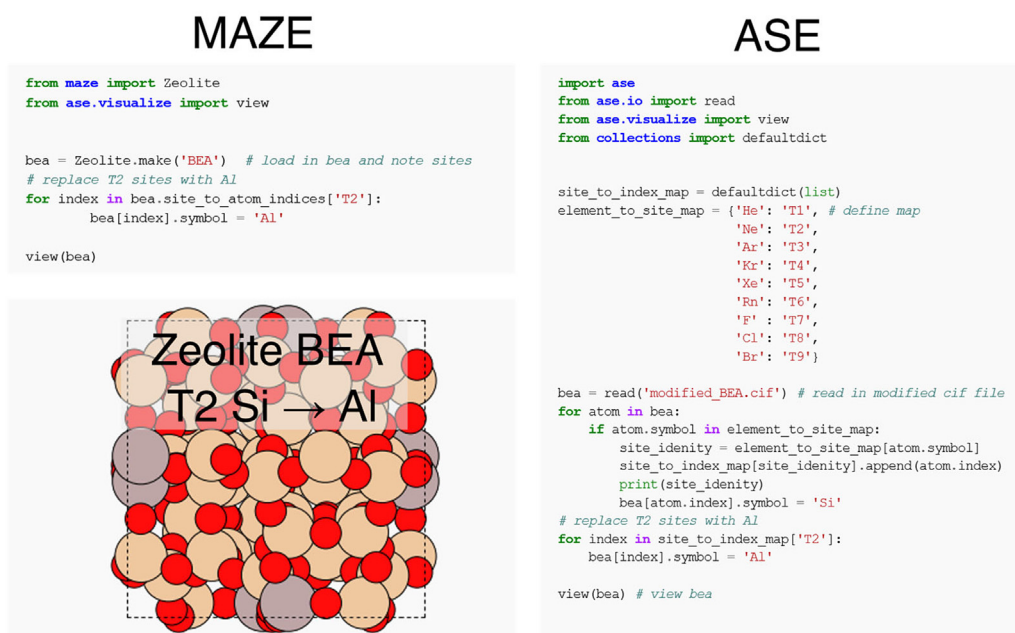 MAZE
from maze import Zeolite
from ase.visualize import view
bea = Zeolite.make('BEA')  # load in bea and note sites
# replace T2 sites with Al
for index in bea.site_to_atom_indices['T2']:
        bea[index].symbol = 'Al'
view(bea)
Zeolite BEA
T2 Si → Al
ASE
import ase
from ase.io import read
from ase.visualize import view
from collections import defaultdict
site_to_index_map = defaultdict(list)
element_to_site_map = {'He': 'T1', # define map
                       'Ne': 'T2',
                       'Ar': 'T3',
                       'Kr': 'T4',
                       'Xe': 'T5',
                       'Rn': 'T6',
                       'F' : 'T7',
                       'Cl': 'T8',
                       'Br': 'T9'}
bea = read('modified_BEA.cif') # read in modified cif file
for atom in bea:
    if atom.symbol in element_to_site_map:
        site_idenity = element_to_site_map[atom.symbol]
        site_to_index_map[site_idenity].append(atom.index)
        print(site_idenity)
        bea[atom.index].symbol = 'Si'
# replace T2 sites with Al
for index in site_to_index_map['T2']:
    bea[index].symbol = 'Al'
view(bea) # view bea